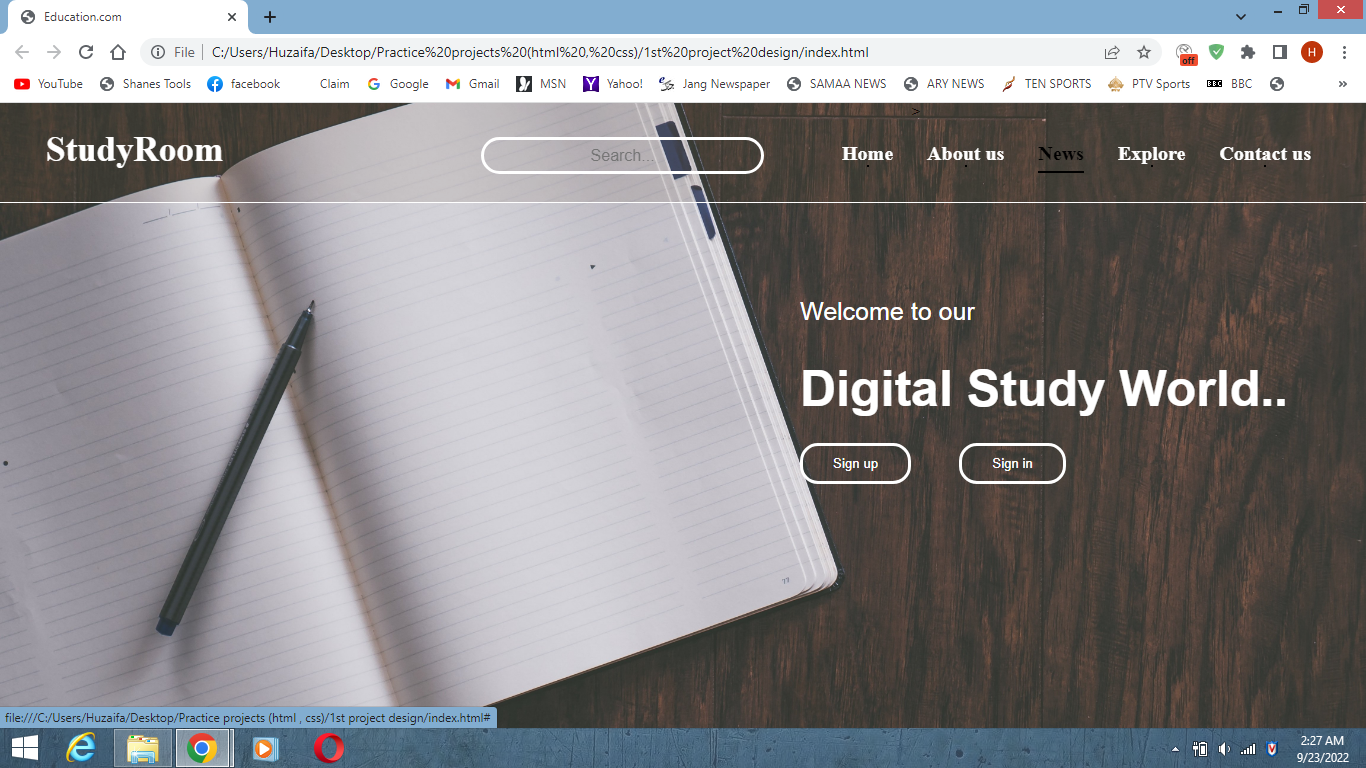 Education.com
File
C:/Users/Huzaifa/Desktop/Practice%20projects%20(html%20,%20css)/1st%20project%20design/index.html
off
H
YouTube
Shanes Tools
facebook
Claim
Google
Gmail
MSN
Yahoo!
Jang Newspaper
SAMAA NEWS
ARY NEWS
TEN SPORTS
PTV Sports
BBC
BBC
»
>
StudyRoom
Search...
Home
About us
News
Explore
Contact us
Welcome to our
Digital Study World..
Sign up
Sign in
file:///C:/Users/Huzaifa/Desktop/Practice projects (html , css)/1st project design/index.html#
2:27 AM
9/23/2022